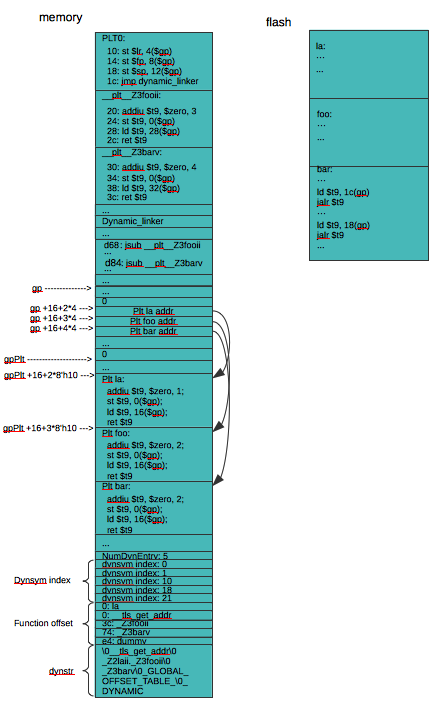 memory
PLT0:
10: st $lr, 4($gp)
14: st $fp, 8($gp)
18: st $sp, 12($gp)
1c: jmp dynamic_linker
__plt__Z3fooii:
20: addiu $t9, $zero, 3
24: st $t9, 0($gp)
28: ld $t9, 28($gp)
2c: ret $t9
__plt__Z3barv:
30: addiu $t9, $zero, 4
34: st $t9, 0($gp)
38: ld $t9, 32($gp)
3c: ret $t9
...
Dynamic_linker
...
d68: jsub __plt__Z3fooii
...
d84: jsub __plt__Z3barv
...
gp -------------->
...
0
gp +16+2*4 --->
Plt la addr
gp +16+3*4 --->
Plt foo addr
gp +16+4*4 --->
Plt bar addr
...
gpPlt ------------------->
0
...
gpPlt +16+2*8'h10 --->
Plt la:
addiu $t9, $zero, 1;
st $t9, 0($gp);
ld $t9, 16($gp);
ret $t9
gpPlt +16+3*8'h10 --->
Plt foo:
addiu $t9, $zero, 2;
st $t9, 0($gp);
ld $t9, 16($gp);
ret $t9
Plt bar:
addiu $t9, $zero, 2;
st $t9, 0($gp);
ld $t9, 16($gp);
ret $t9
...
NumDynEntry: 5
Dynsym index
dynsym index: 0
dynsym index: 1
dynsym index: 10
dynsym index: 18
dynsym index: 21
Function offset
0: la
0: __tls_get_addr
3c: _Z3fooii
74: _Z3barv
e4: dummy
dynstr
\0__tls_get_addr\0
_Z2laii._Z3fooii\0
_Z3barv\0_GLOBAL_
OFFSET_TABLE_\0_
DYNAMIC
flash
la:
...
...
foo:
...
...
bar:
...
ld $t9, 1c(gp)
jalr $t9
...
ld $t9, 18(gp)
jalr $t9
...